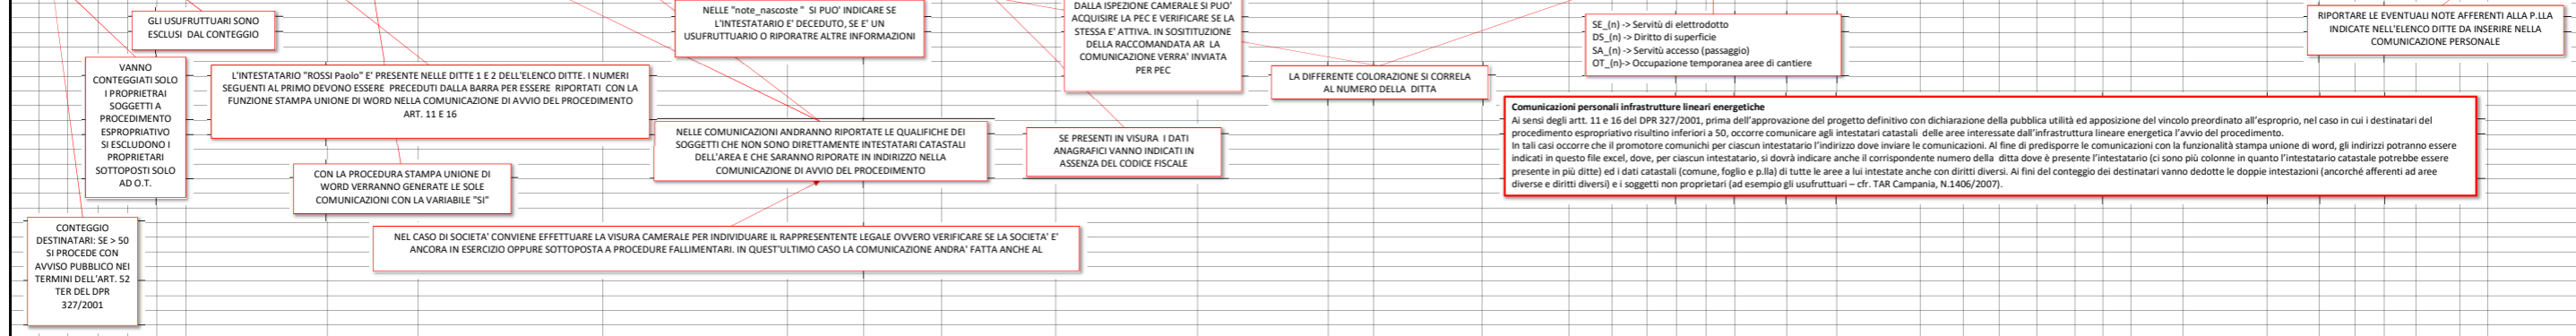 GLI USUFRUTTUARI SONO
ESCLUSI DAL CONTEGGIO
VANNO
CONTEGGIATI SOLO
I PROPRIETRAI
SOGGETTI A
PROCEDIMENTO
ESPROPRIATIVO
SI ESCLUDONO I
PROPRIETARI
SOTTOPOSTI SOLO
AD O.T.
CONTEGGIO
DESTINATARI: SE > 50
SI PROCEDE CON
AVVISO PUBBLICO NEI
TERMINI DELL'ART. 52
TER DEL DPR
327/2001
L'INTESTATARIO "ROSSI Paolo" E' PRESENTE NELLE DITTE 1 E 2 DELL'ELENCO DITTE. I NUMERI
SEGUENTI AL PRIMO DEVONO ESSERE PRECEDUTI DALLA BARRA PER ESSERE RIPORTATI CON LA
FUNZIONE STAMPA UNIONE DI WORD NELLA COMUNICAZIONE DI AVVIO DEL PROCEDIMENTO
ART. 11 E 16
CON LA PROCEDURA STAMPA UNIONE DI
WORD VERRANNO GENERATE LE SOLE
COMUNICAZIONI CON LA VARIABILE "SI"
NEL CASO DI SOCIETA' CONVIENE EFFETTUARE LA VISURA CAMERALE PER INDIVIDUARE IL RAPPRESENTENTE LEGALE OVVERO VERIFICARE SE LA SOCIETA' E'
ANCORA IN ESERCIZIO OPPURE SOTTOPOSTA A PROCEDURE FALLIMENTARI. IN QUEST'ULTIMO CASO LA COMUNICAZIONE ANDRA' FATTA ANCHE AL
NELLE "note_nascoste " SI PUO' INDICARE SE
L'INTESTATARIO E' DECEDUTO, SE E' UN
USUFRUTTUARIO O RIPORATRE ALTRE INFORMAZIONI
NELLE COMUNICAZIONI ANDRANNO RIPORTATE LE QUALIFICHE DEI
SOGGETTI CHE NON SONO DIRETTAMENTE INTESTATARI CATASTALI
DELL'AREA E CHE SARANNO RIPORATE IN INDIRIZZO NELLA
COMUNICAZIONE DI AVVIO DEL PROCEDIMENTO
DALLA ISPEZIONE CAMERALE SI PUO'
ACQUISIRE LA PEC E VERIFICARE SE LA
STESSA E' ATTIVA. IN SOSITITUZIONE
DELLA RACCOMANDATA AR LA
COMUNICAZIONE VERRA' INVIATA
PER PEC
SE PRESENTI IN VISURA I DATI
ANAGRAFICI VANNO INDICATI IN
ASSENZA DEL CODICE FISCALE
LA DIFFERENTE COLORAZIONE SI CORRELA
AL NUMERO DELLA DITTA
SE_(n) -> Servitù di elettrodotto
DS_(n) -> Diritto di superficie
SA_(n) -> Servitù accesso (passaggio)
OT_(n)-> Occupazione temporanea aree di cantiere
RIPORTARE LE EVENTUALI NOTE AFFERENTI ALLA P.LLA
INDICATE NELL'ELENCO DITTE DA INSERIRE NELLA
COMUNICAZIONE PERSONALE
Comunicazioni personali infrastrutture lineari energetiche
Ai sensi degli artt. 11 e 16 del DPR 327/2001, prima dell'approvazione del progetto definitivo con dichiarazione della pubblica utilità ed apposizione del vincolo preordinato all'esproprio, nel caso in cui i destinatari del
procedimento espropriativo risultino inferiori a 50, occorre comunicare agli intestatari catastali delle aree interessate dall'infrastruttura lineare energetica l'avvio del procedimento.
In tali casi occorre che il promotore comunichi per ciascun intestatario l'indirizzo dove inviare le comunicazioni. Al fine di predisporre le comunicazioni con la funzionalità stampa unione di word, gli indirizzi potranno essere
indicati in questo file excel, dove, per ciascun intestatario, si dovrà indicare anche il corrispondente numero della ditta dove è presente l'intestatario (ci sono più colonne in quanto l'intestatario catastale potrebbe essere
presente in più ditte) ed i dati catastali (comune, foglio e p.lla) di tutte le aree a lui intestate anche con diritti diversi. Ai fini del conteggio dei destinatari vanno dedotte le doppie intestazioni (ancorché afferenti ad aree
diverse e diritti diversi) e i soggetti non proprietari (ad esempio gli usufruttuari – cfr. TAR Campania, N.1406/2007).